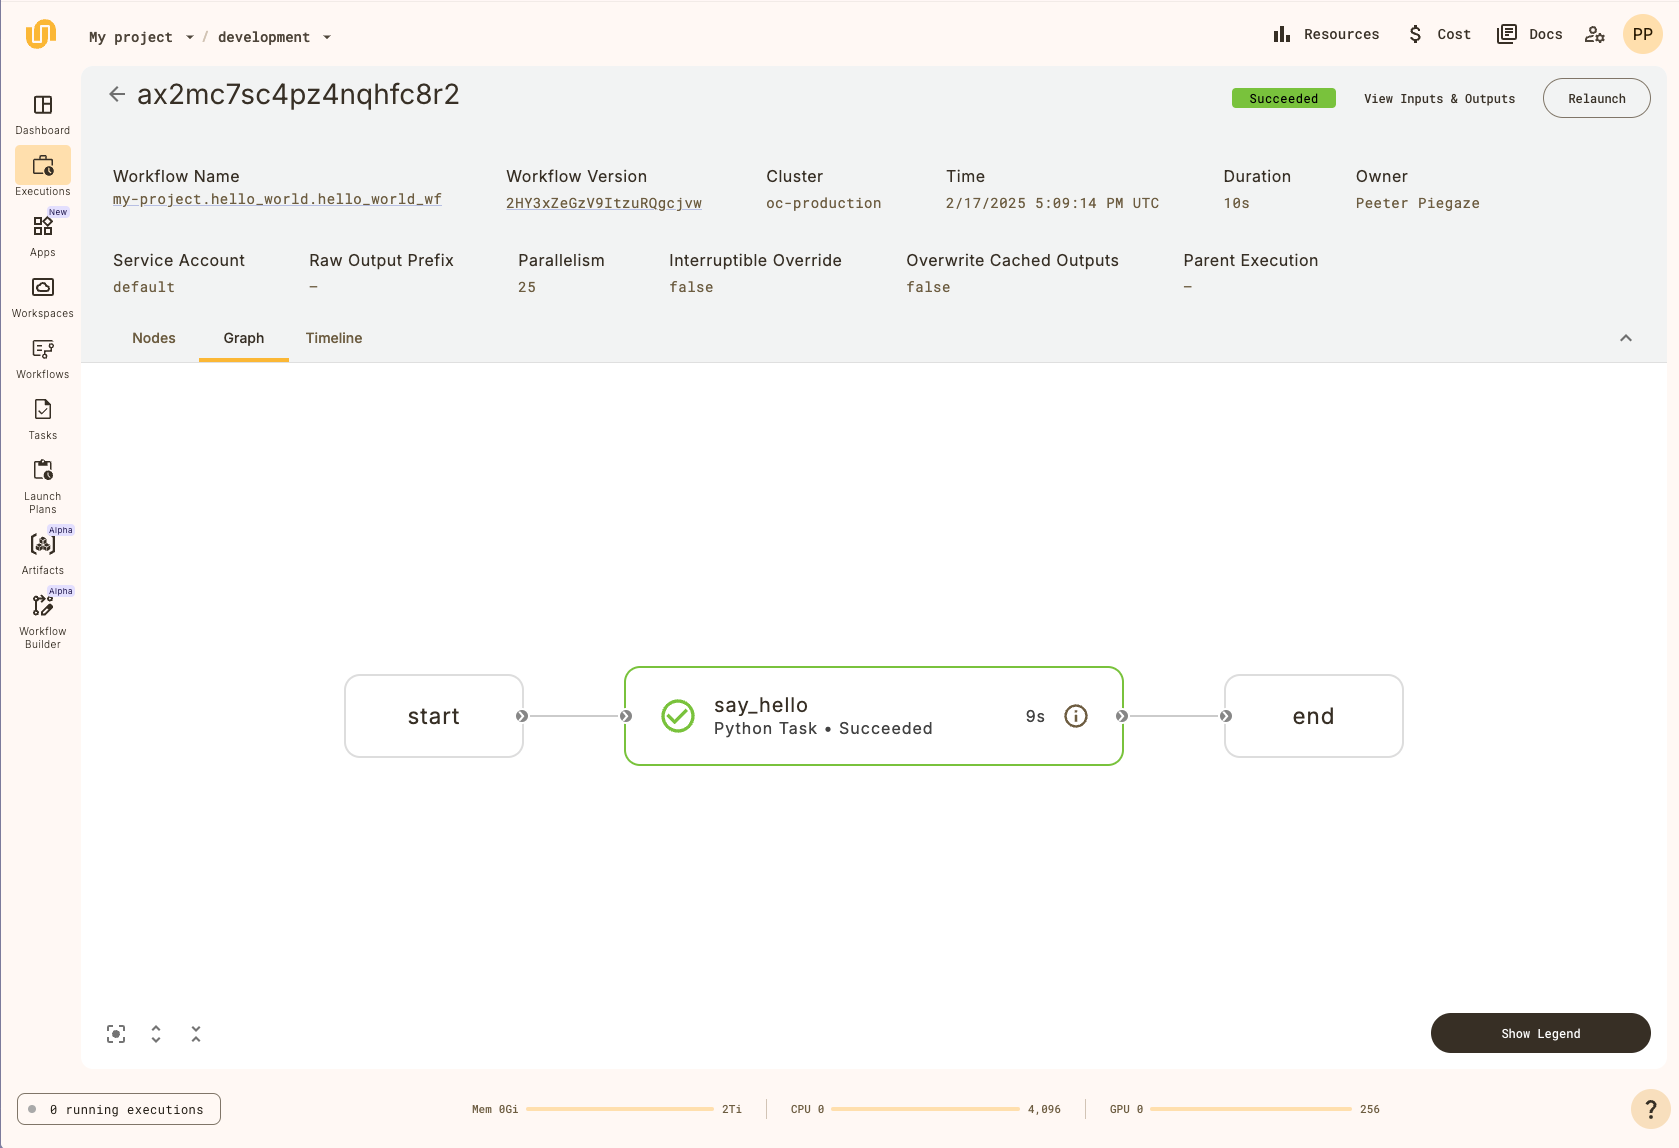 My project / development
Resources
Cost
Docs
PP
Dashboard
Executions
New
Apps
Workspaces
Workflows
Tasks
Launch
Plans
Alpha
Artifacts
Alpha
Workflow
Builder
ax2mc7sc4pz4nqhfc8r2
Succeeded
View Inputs & Outputs
Relaunch
Workflow Name
my-project.hello_world.hello_world_wf
Workflow Version
2HY3xZeGzV9ItzuRQgcjvw
Cluster
oc-production
Time
2/17/2025 5:09:14 PM UTC
Duration
10s
Owner
Peeter Piegaze
Service Account
default
Raw Output Prefix
–
Parallelism
25
Interruptible Override
false
Overwrite Cached Outputs
false
Parent Execution
–
Nodes
Graph
Timeline
start
say_hello
Python Task • Succeeded
9s
end
Show Legend
0 running executions
Mem 0Gi
2Ti
CPU 0
4,096
GPU 0
256
?